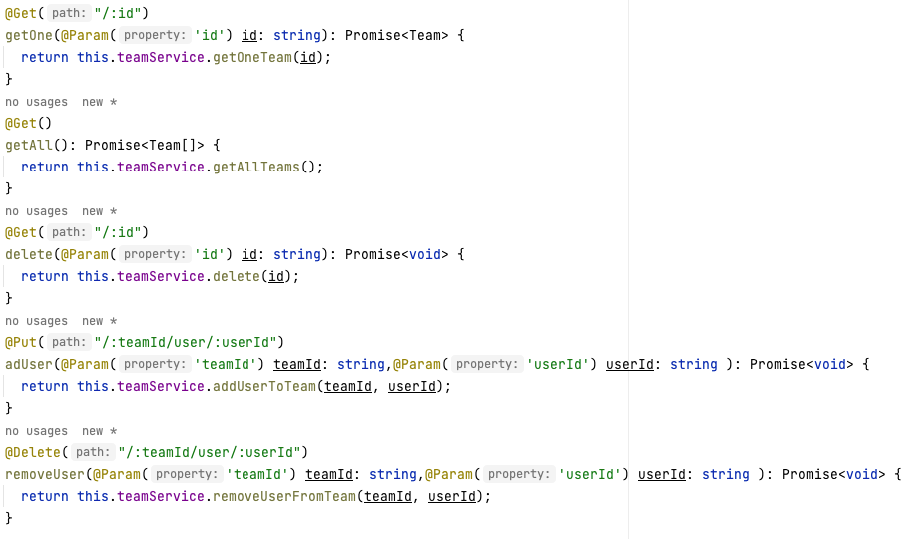 @Get( path: "/:id")
getOne(@Param( property: 'id') id: string): Promise<Team> {
  return this.teamService.getOneTeam(id);
}
no usages  new *
@Get()
getAll(): Promise<Team[]> {
  return this.teamService.getAllTeams();
}
no usages  new *
@Get( path: "/:id")
delete(@Param( property: 'id') id: string): Promise<void> {
  return this.teamService.delete(id);
}
no usages  new *
@Put( path: "/:teamId/user/:userId")
adUser(@Param( property: 'teamId') teamId: string,@Param( property: 'userId') userId: string ): Promise<void> {
  return this.teamService.addUserToTeam(teamId, userId);
}
no usages  new *
@Delete( path: "/:teamId/user/:userId")
removeUser(@Param( property: 'teamId') teamId: string,@Param( property: 'userId') userId: string ): Promise<void> {
  return this.teamService.removeUserFromTeam(teamId, userId);
}